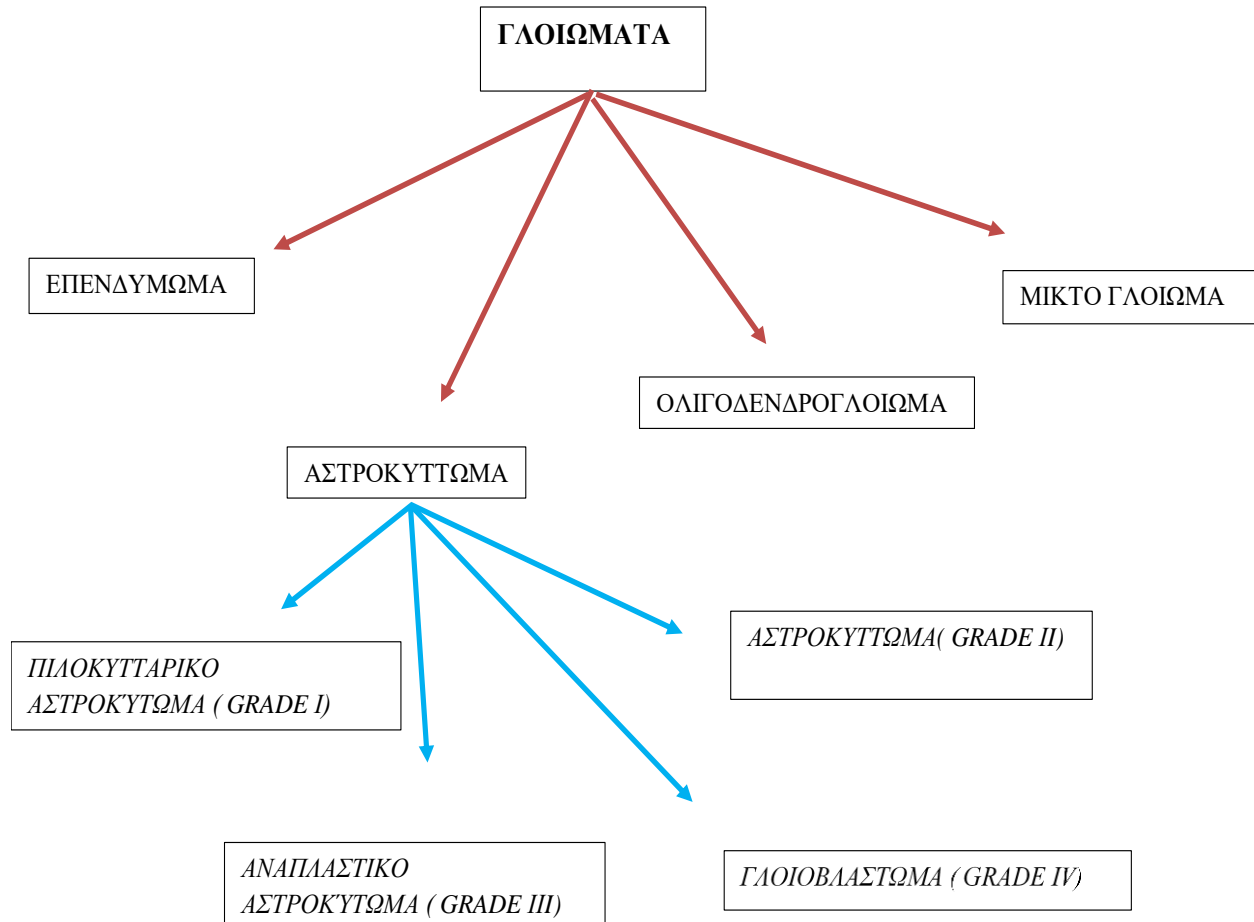 ΓΛΟΙΩΜΑΤΑ
ΕΠΕΝΔΥΜΩΜΑ
ΜΙΚΤΟ ΓΛΟΙΩΜΑ
ΟΛΙΓΟΔΕΝΔΡΟΓΛΟΙΩΜΑ
ΑΣΤΡΟΚΥΤΤΩΜΑ
ΠΙΛΟΚΥΤΤΑΡΙΚΟ
ΑΣΤΡΟΚΎΤΩΜΑ ( GRADE I)
ΑΣΤΡΟΚΥΤΤΩΜΑ( GRADE II)
ΑΝΑΠΛΑΣΤΙΚΟ
ΑΣΤΡΟΚΎΤΩΜΑ ( GRADE III)
ΓΛΟΙΟΒΛΑΣΤΩΜΑ ( GRADE IV)